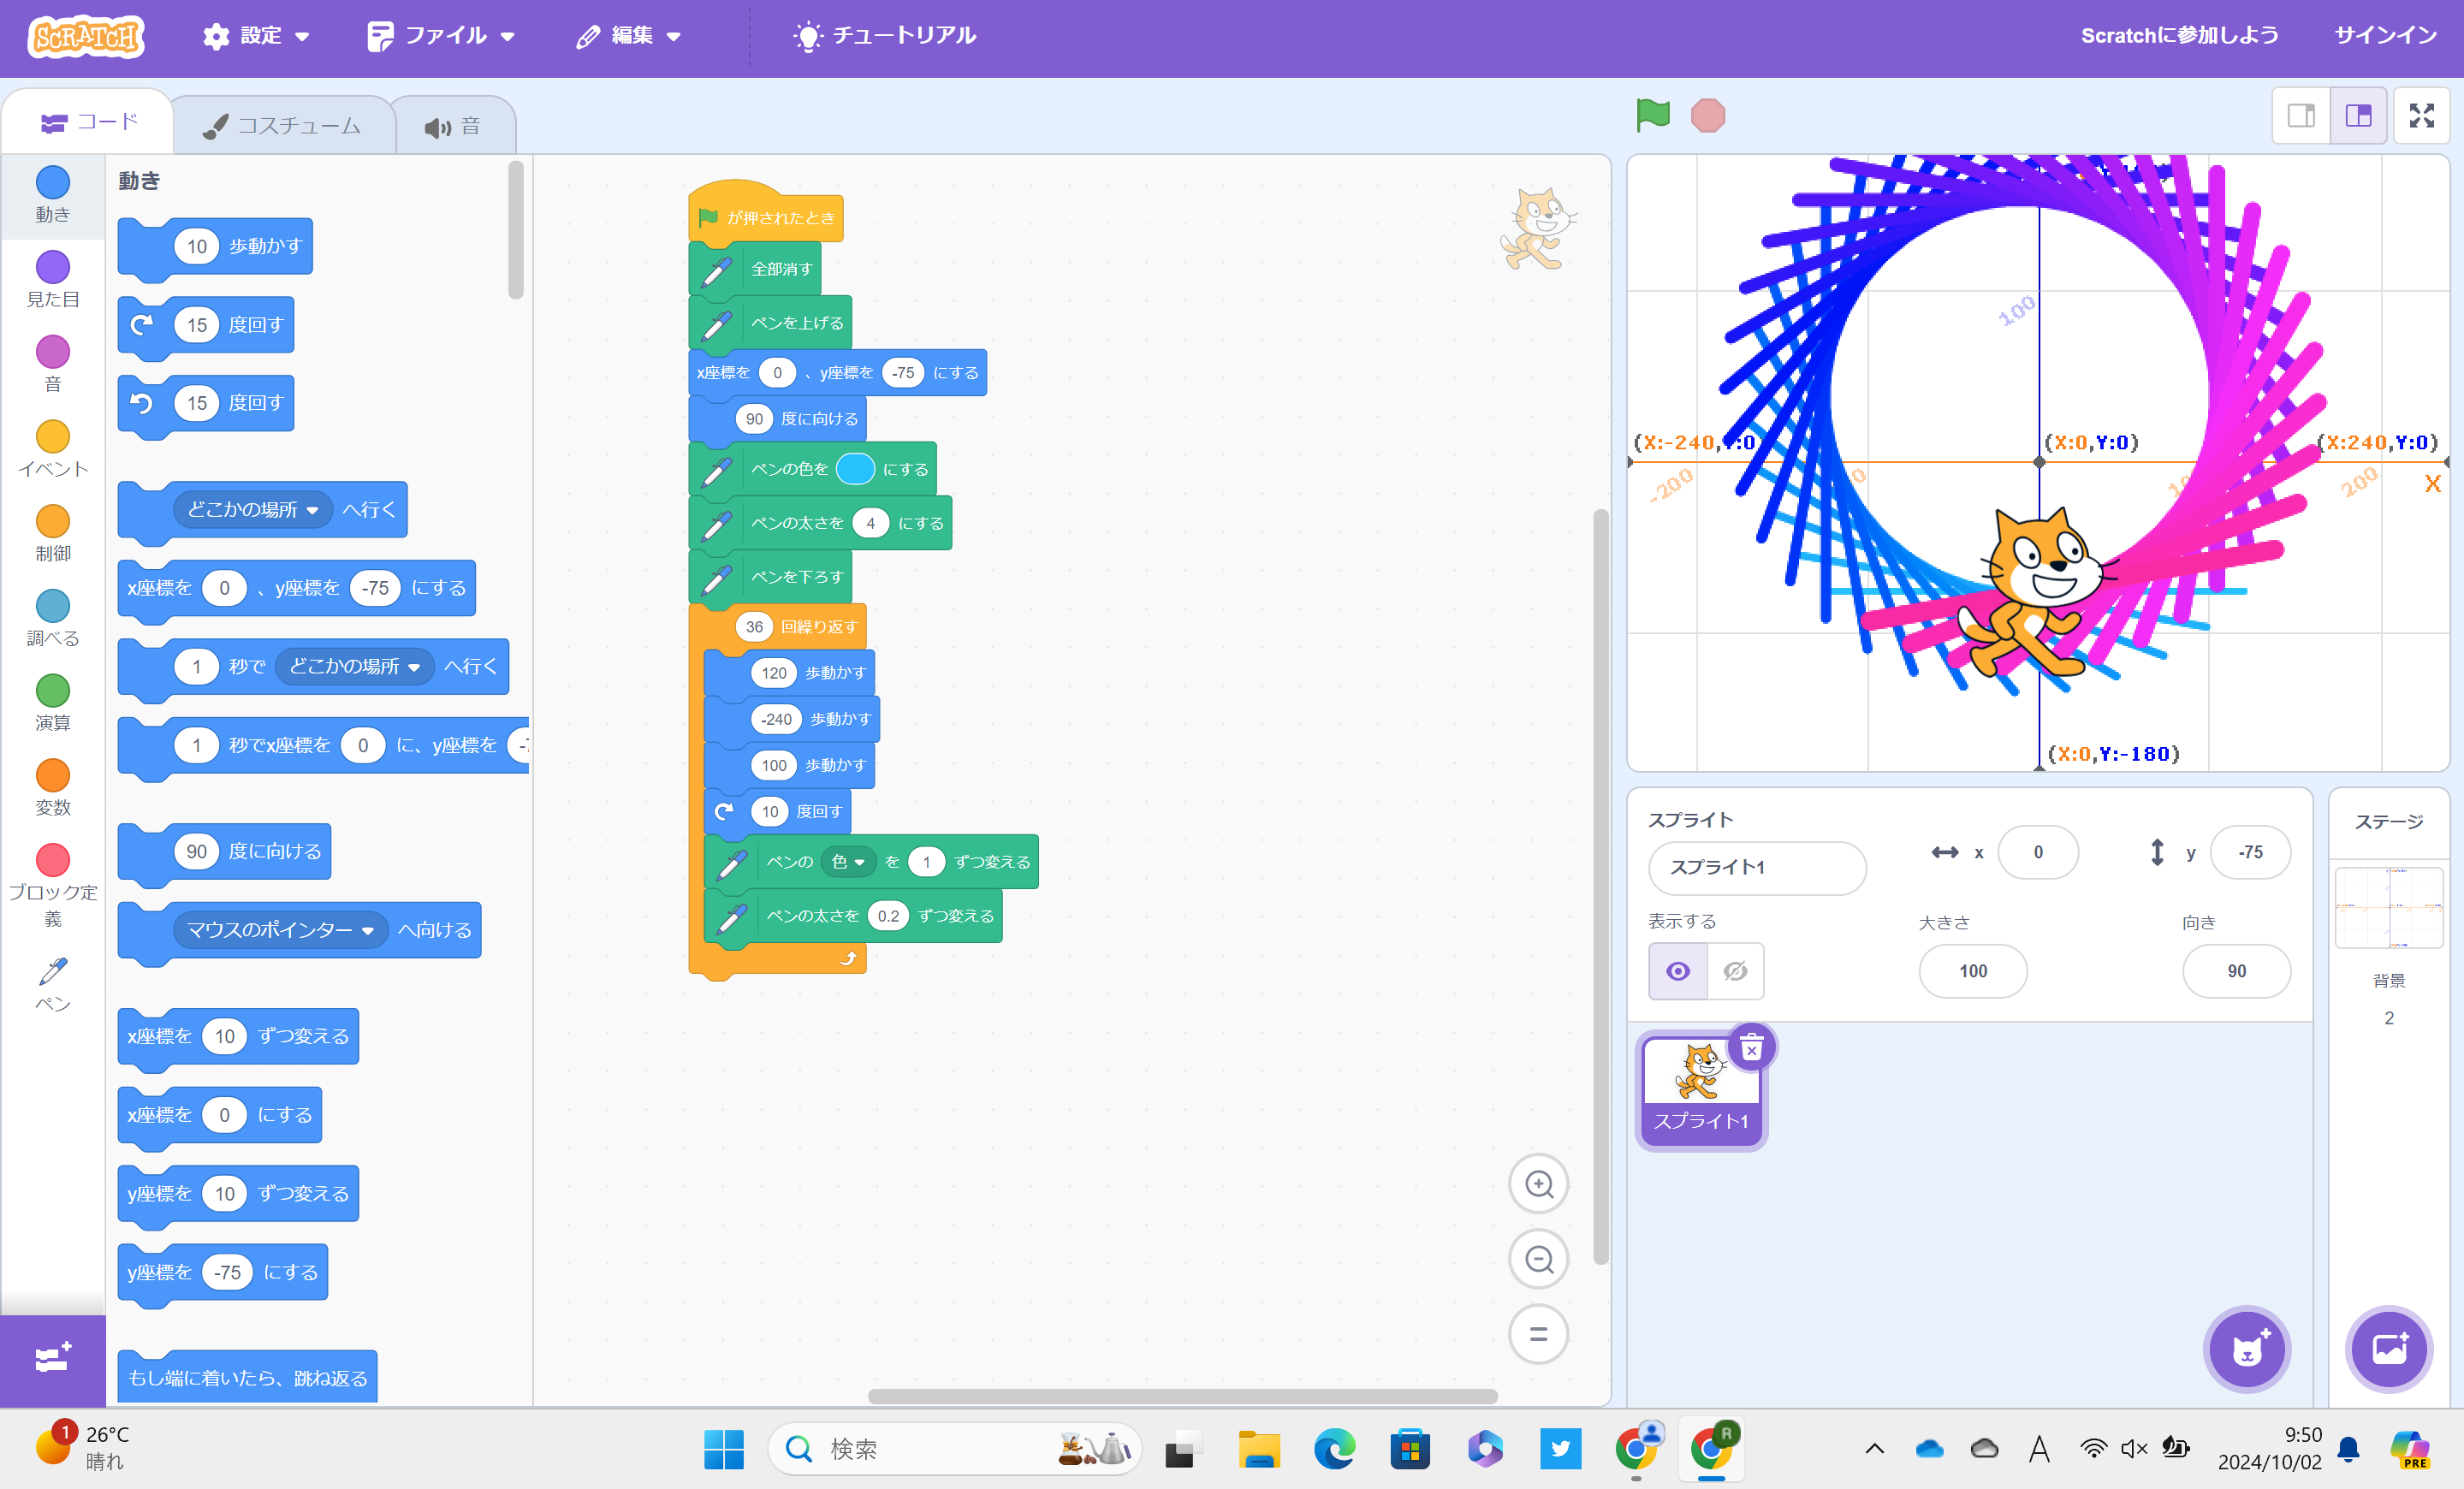 SCRATCH 設定 ファイル 編集 チュートリアル Scratchに参加しよう サインイン
コード コスチューム 音
動き
見た目
音
イベント
制御
調べる
演算
変数
ブロック定
義
ペン
動き
10 歩動かす
15 度回す
15 度回す
どこかの場所 へ行く
x座標を 0 、y座標を -75 にする
1 秒で どこかの場所 へ行く
1 秒でx座標を 0 に、y座標を
90 度に向ける
マウスのポインター へ向ける
x座標を 10 ずつ変える
x座標を 0 にする
y座標を 10 ずつ変える
y座標を -75 にする
もし端に着いたら、跳ね返る
が押されたとき
全部消す
ペンを上げる
x座標を 0 、y座標を -75 にする
90 度に向ける
ペンの色を にする
ペンの太さを 4 にする
ペンを下ろす
36 回繰り返す
120 歩動かす
-240 歩動かす
100 歩動かす
10 度回す
ペンの 色 を 1 ずつ変える
ペンの太さを 0.2 ずつ変える
100
(X:-240,Y:0 (X:0,Y:0) (X:240,Y:0)
-200 200 X
(X:0,Y:-180)
スプライト
スプライト1 x 0 y -75
表示する 大きさ 向き
100 90
スプライト1
ステージ
背景
2
1 26°C
晴れ
検索
R
A
9:50
2024/10/02
PRE